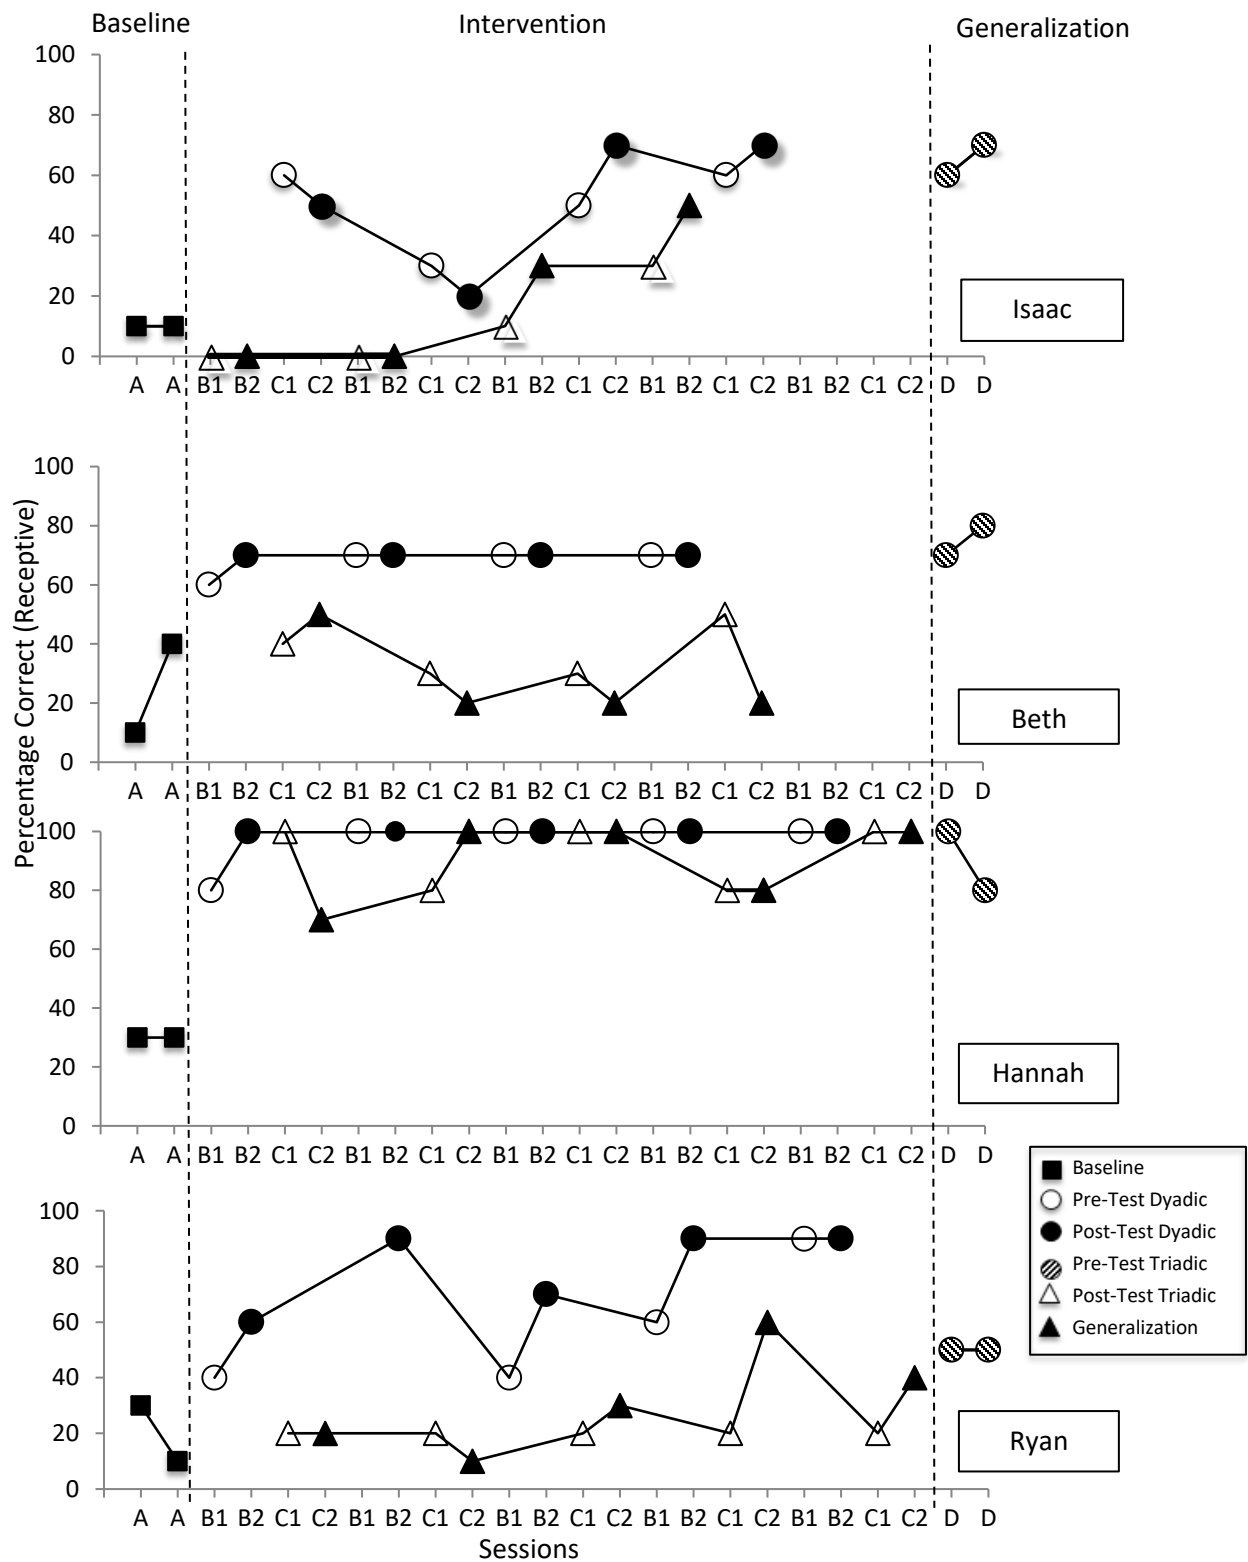 Baseline Intervention Generalization
100
80
60
40
20
0
A A B1 B2 C1 C2 B1 B2 C1 C2 B1 B2 C1 C2 B1 B2 C1 C2 B1 B2 C1 C2 D D
Isaac
Percentage Correct (Receptive)
100
80
60
40
20
0
A A B1 B2 C1 C2 B1 B2 C1 C2 B1 B2 C1 C2 B1 B2 C1 C2 B1 B2 C1 C2 D D
Beth
100
80
60
40
20
0
A A B1 B2 C1 C2 B1 B2 C1 C2 B1 B2 C1 C2 B1 B2 C1 C2 B1 B2 C1 C2 D D
Hannah
Baseline
Pre-Test Dyadic
Post-Test Dyadic
Pre-Test Triadic
Post-Test Triadic
Generalization
100
80
60
40
20
0
A A B1 B2 C1 C2 B1 B2 C1 C2 B1 B2 C1 C2 B1 B2 C1 C2 B1 B2 C1 C2 D D
Ryan
Sessions